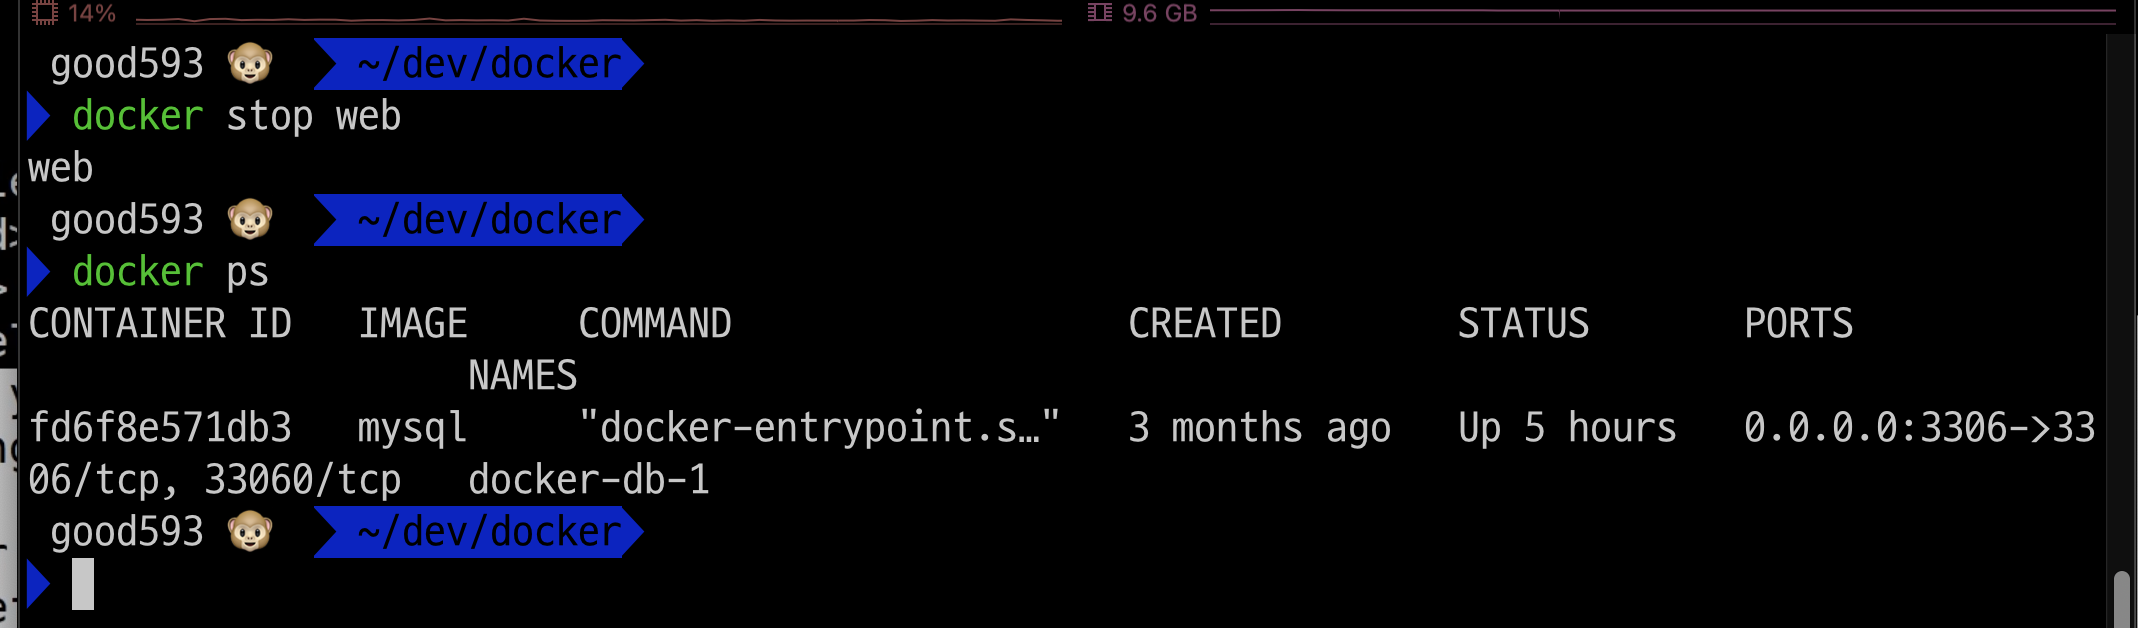 14% 9.6 GB
good593 🐵 ~/dev/docker
docker stop web
web
good593 🐵 ~/dev/docker
docker ps
CONTAINER ID   IMAGE     COMMAND                  CREATED        STATUS       PORTS
                    NAMES
fd6f8e571db3   mysql     "docker-entrypoint.s…"   3 months ago   Up 5 hours   0.0.0.0:3306->33
06/tcp, 33060/tcp   docker-db-1
good593 🐵 ~/dev/docker